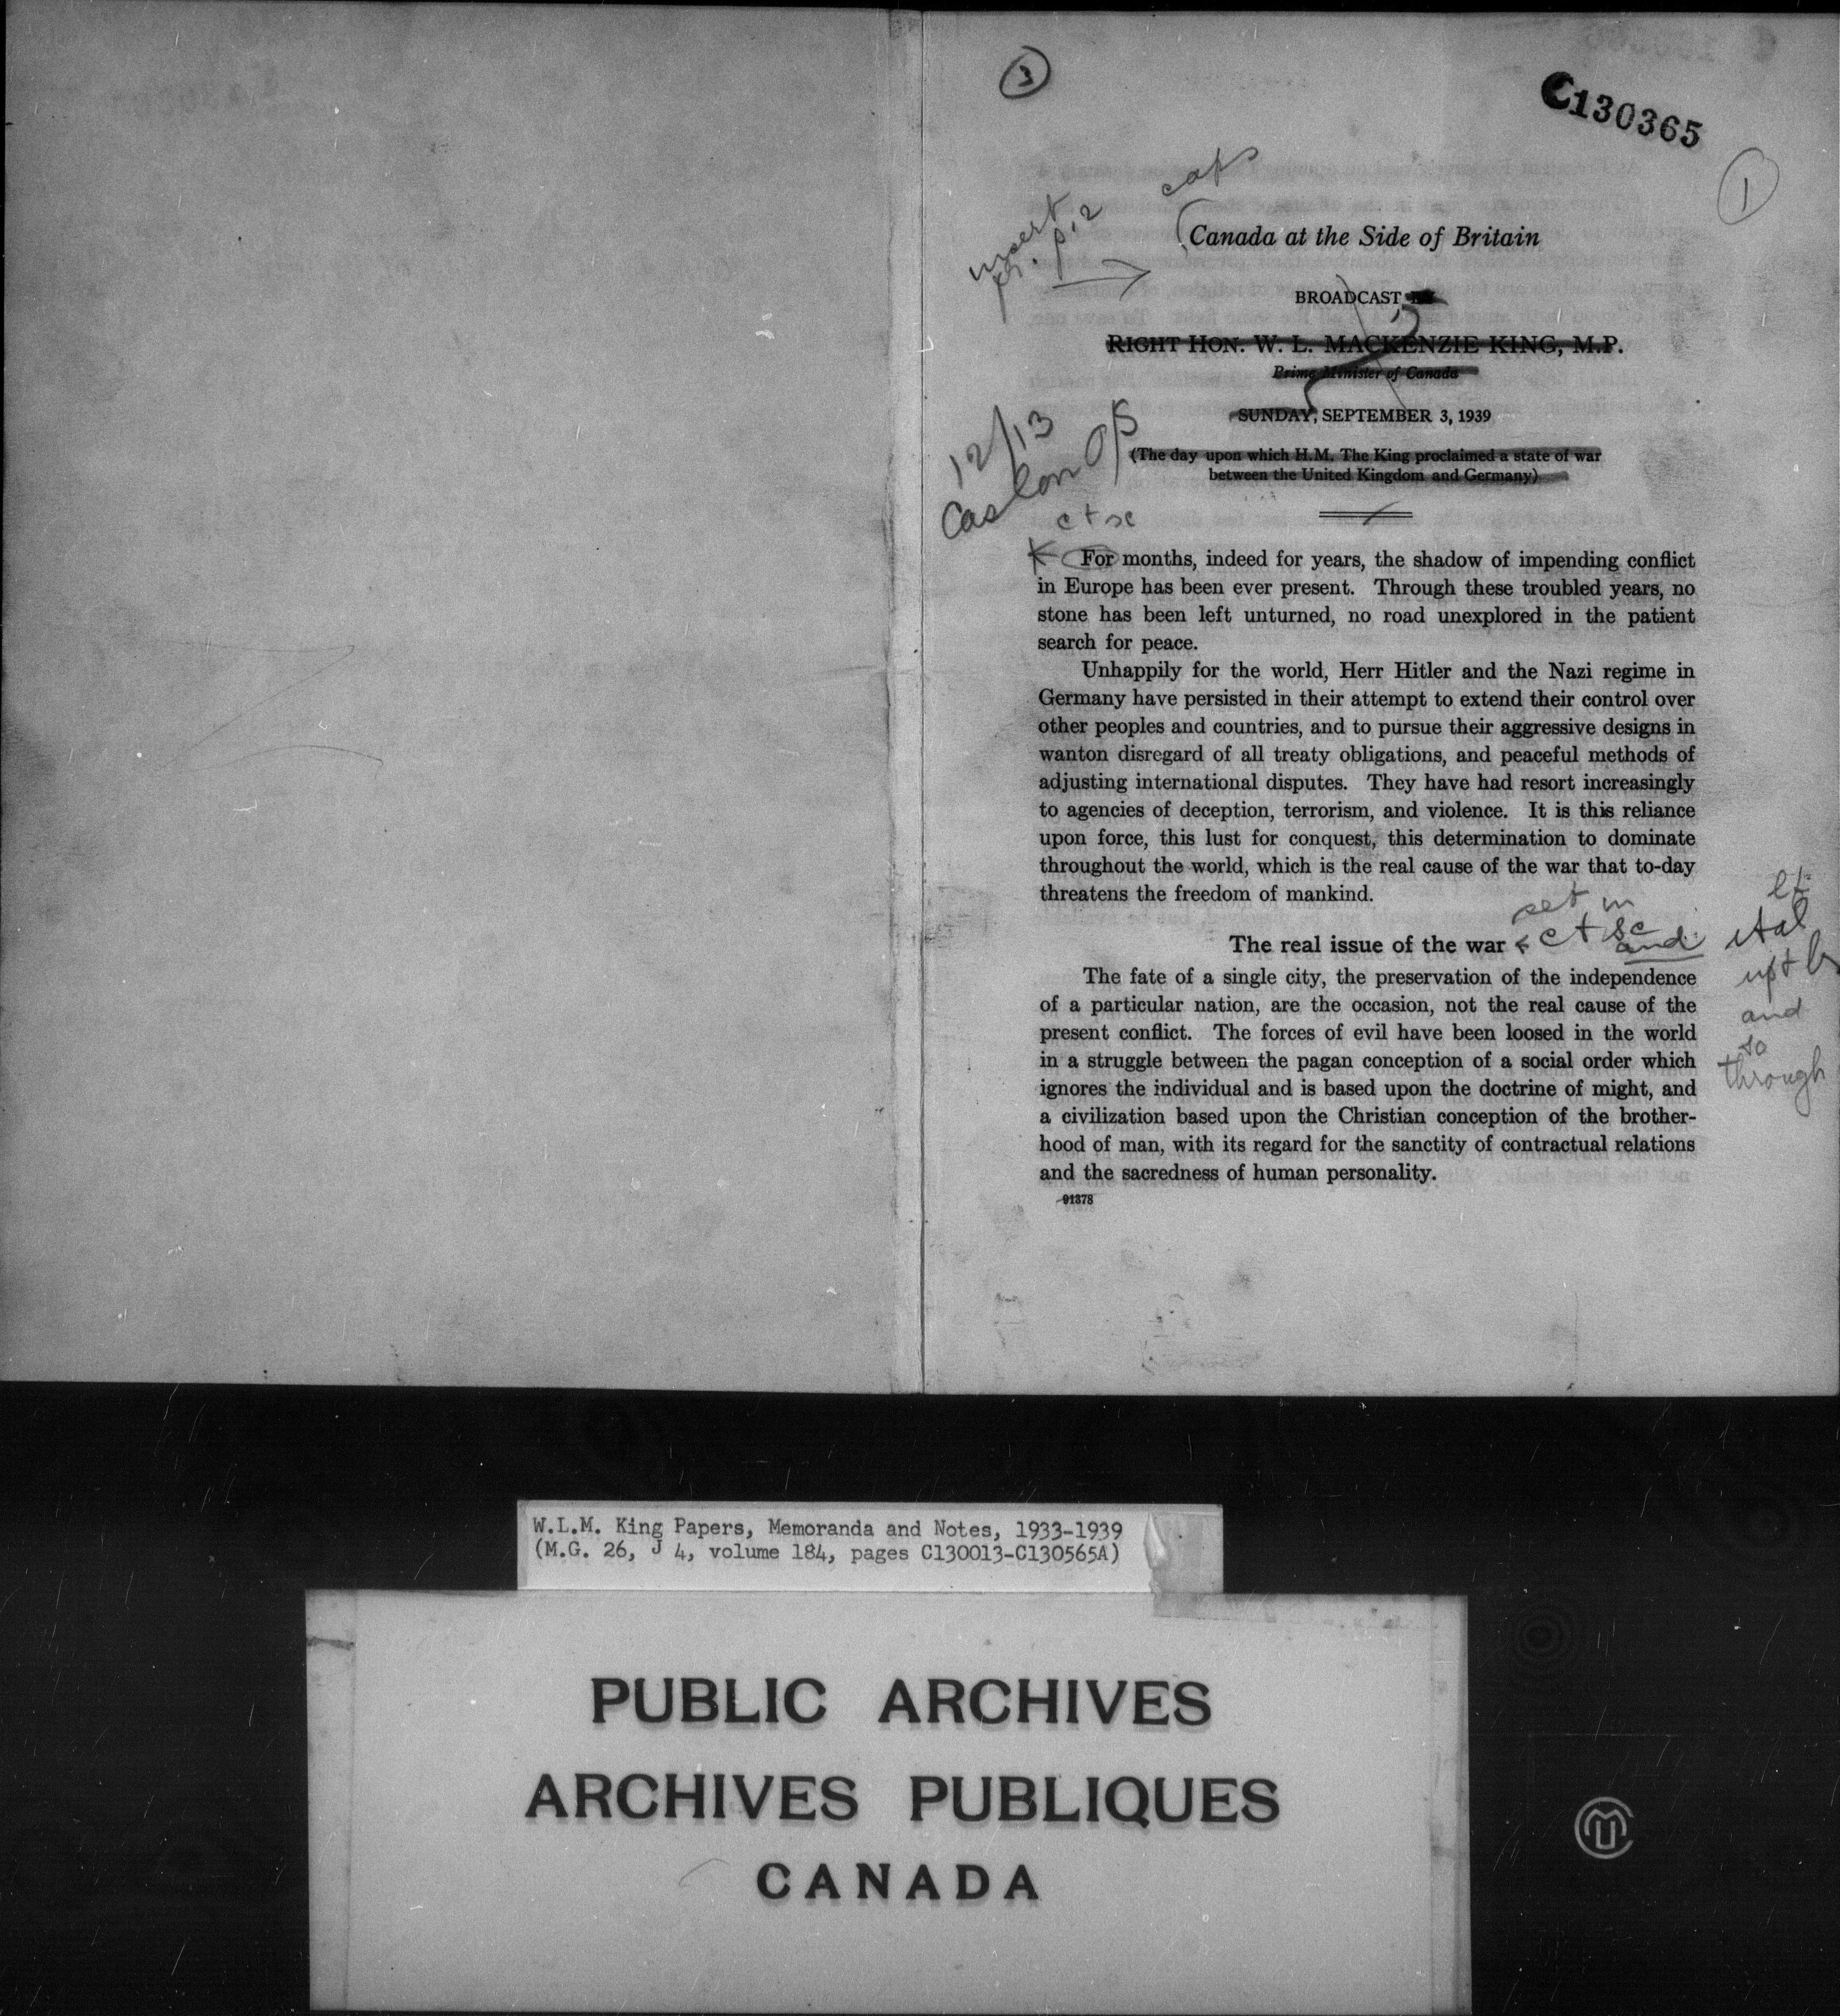 3
C130365
1
caps
insert
p. 2
Canada at the Side of Britain
BROADCAST BY
RIGHT HON. W. L. MACKENZIE KING, M.P.
Prime Minister of Canada
SUNDAY, SEPTEMBER 3, 1939
(The day upon which H.M. The King proclaimed a state of war
between the United Kingdom and Germany)
12/13
Caslon OS
c + sc
For months, indeed for years, the shadow of impending conflict
in Europe has been ever present. Through these troubled years, no
stone has been left unturned, no road unexplored in the patient
search for peace.
Unhappily for the world, Herr Hitler and the Nazi regime in
Germany have persisted in their attempt to extend their control over
other peoples and countries, and to pursue their aggressive designs in
wanton disregard of all treaty obligations, and peaceful methods of
adjusting international disputes. They have had resort increasingly
to agencies of deception, terrorism, and violence. It is this reliance
upon force, this lust for conquest, this determination to dominate
throughout the world, which is the real cause of the war that to-day
threatens the freedom of mankind.
The real issue of the war
set in
c + sc
and
ital
and
so
through
The fate of a single city, the preservation of the independence
of a particular nation, are the occasion, not the real cause of the
present conflict. The forces of evil have been loosed in the world
in a struggle between the pagan conception of a social order which
ignores the individual and is based upon the doctrine of might, and
a civilization based upon the Christian conception of the brother-
hood of man, with its regard for the sanctity of contractual relations
and the sacredness of human personality.
91378
W.L.M. King Papers, Memoranda and Notes, 1933-1939
(M.G. 26, J 4, volume 184, pages C130013-C130565A)
PUBLIC ARCHIVES
ARCHIVES PUBLIQUES
CANADA